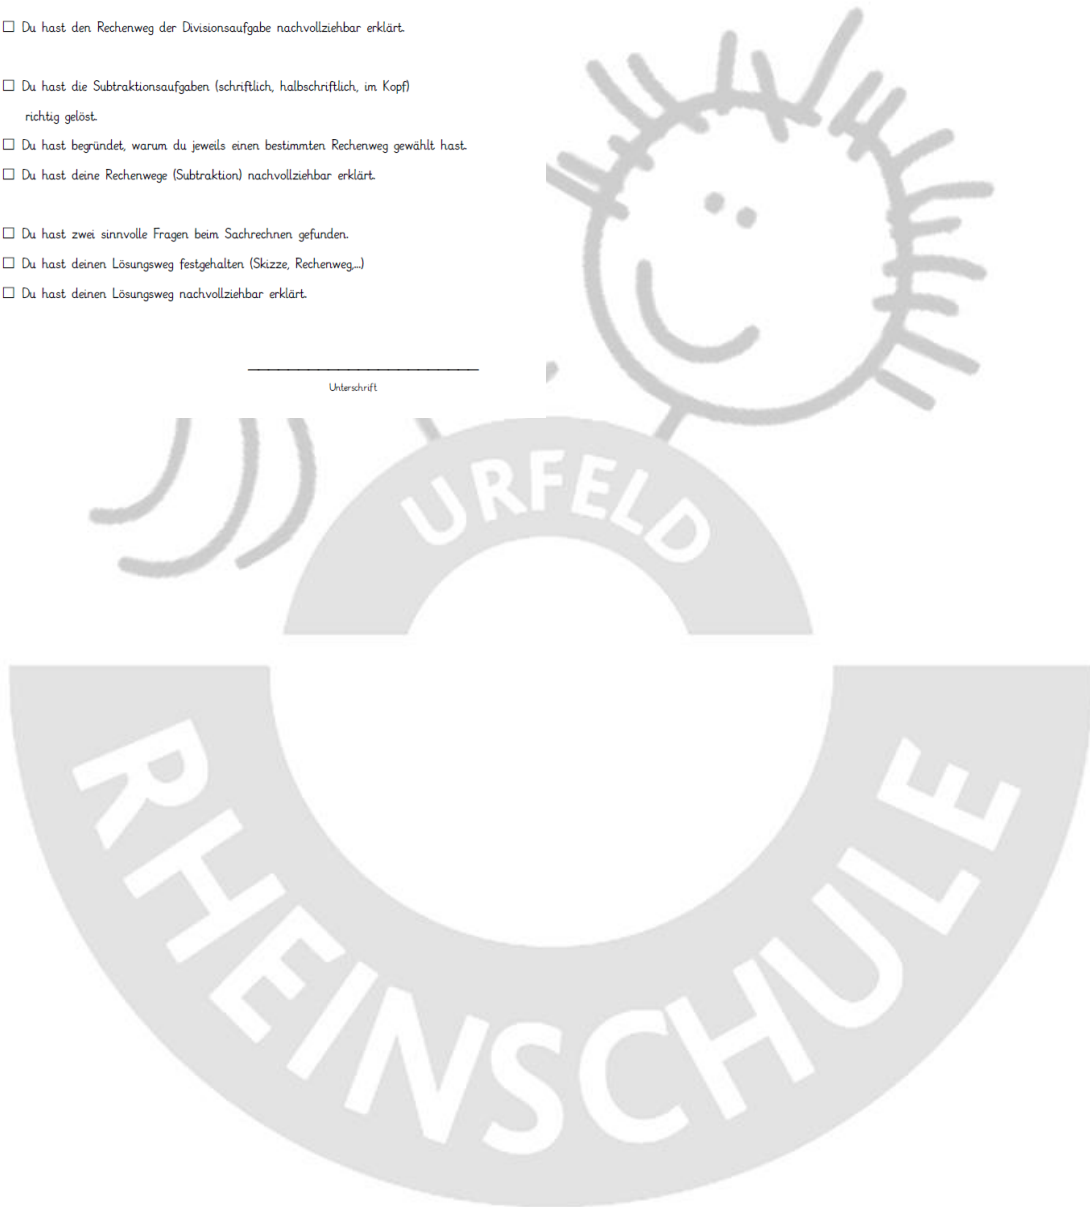 ☐ Du hast den Rechenweg der Divisionsaufgabe nachvollziehbar erklärt.
☐ Du hast die Subtraktionsaufgaben (schriftlich, halbschriftlich, im Kopf)
richtig gelöst.
☐ Du hast begründet, warum du jeweils einen bestimmten Rechenweg gewählt hast.
☐ Du hast deine Rechenwege (Subtraktion) nachvollziehbar erklärt.
☐ Du hast zwei sinnvolle Fragen beim Sachrechnen gefunden.
☐ Du hast deinen Lösungsweg festgehalten (Skizze, Rechenweg,...)
☐ Du hast deinen Lösungsweg nachvollziehbar erklärt.
Unterschrift
URFELD
RHEINSCHULE